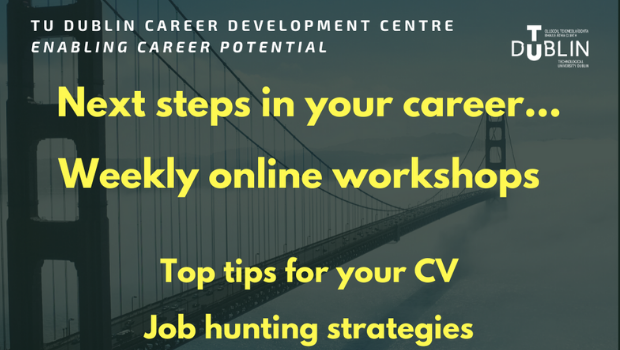 TU DUBLIN CAREER DEVELOPMENT CENTRE
ENABLING CAREER POTENTIAL
TU
DUBLIN
Next steps in your career...
Weekly online workshops
Top tips for your CV
Job hunting strategies